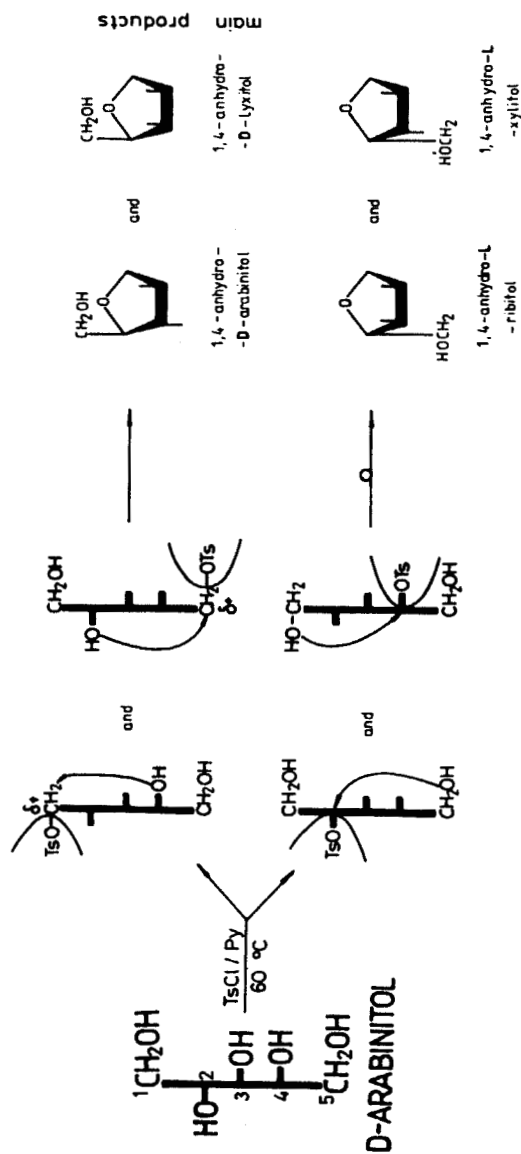 1CH2OH
HO 2
3 OH
4 OH
5CH2OH
D-ARABINITOL
TsCl / Py
60 °C
δ+
TsO-CH2
OH
CH2OH
and
CH2OH
HO
CH2-OTs
δ+
CH2OH
TsO
CH2OH
and
HO-CH2
OTs
CH2OH
CH2OH
O
1,4-anhydro-
-D-arabinitol
and
CH2OH
O
1,4-anhydro-
-D-lyxitol
main products
O
HOCH2
1,4-anhydro-L
-ribitol
and
O
HOCH2
1,4-anhydro-L
-xylitol